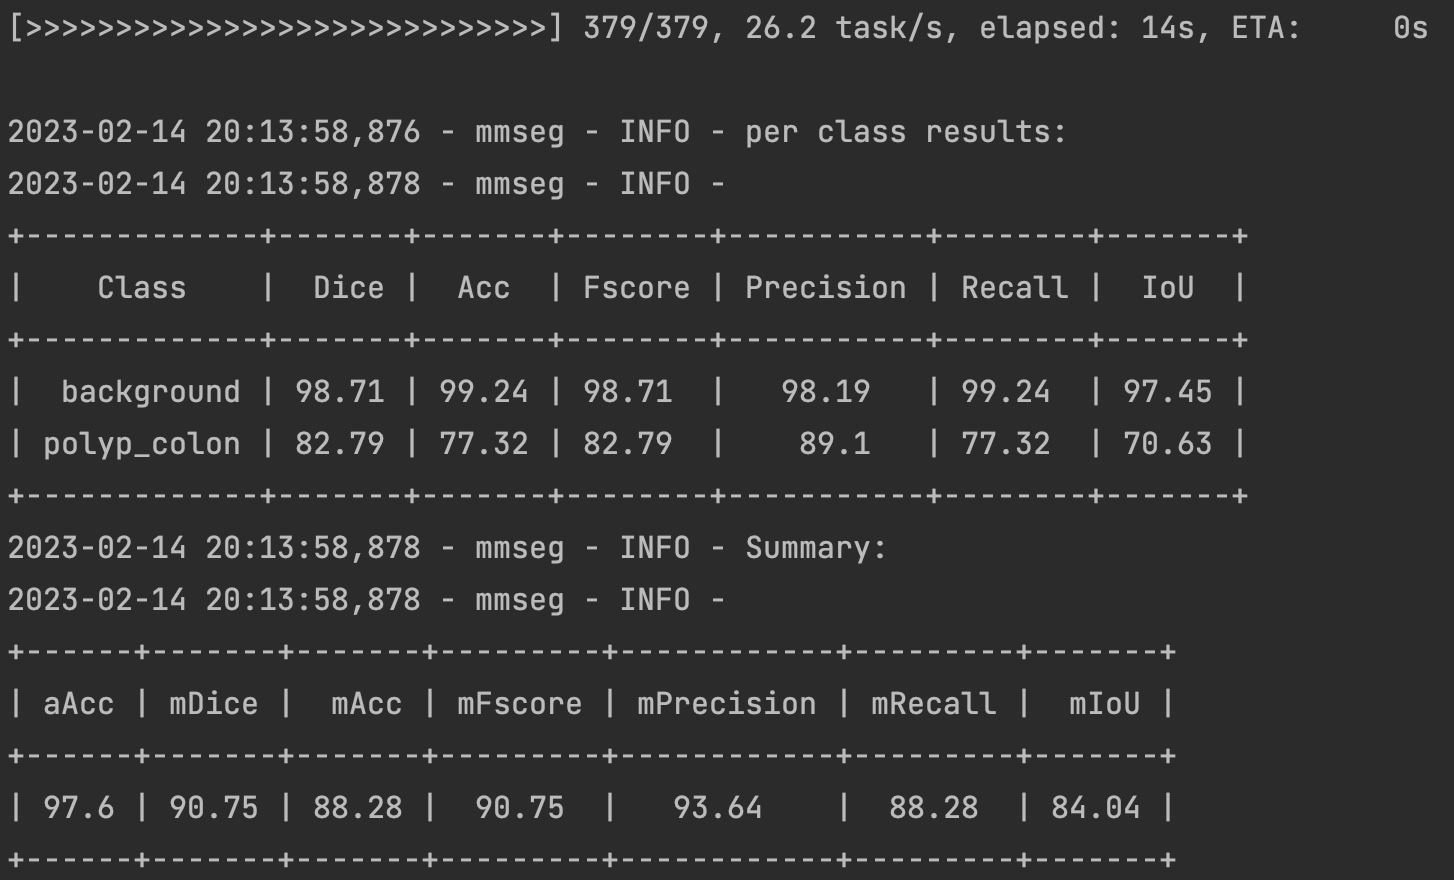 [>>>>>>>>>>>>>>>>>>>>>>>>>>>>>] 379/379, 26.2 task/s, elapsed: 14s, ETA:     0s
2023-02-14 20:13:58,876 - mmseg - INFO - per class results:
2023-02-14 20:13:58,878 - mmseg - INFO -
+-------------+-------+-------+--------+-----------+--------+-------+
|    Class    |  Dice |  Acc  | Fscore | Precision | Recall |  IoU  |
+-------------+-------+-------+--------+-----------+--------+-------+
|  background | 98.71 | 99.24 | 98.71  |   98.19   | 99.24  | 97.45 |
| polyp_colon | 82.79 | 77.32 | 82.79  |    89.1   | 77.32  | 70.63 |
+-------------+-------+-------+--------+-----------+--------+-------+
2023-02-14 20:13:58,878 - mmseg - INFO - Summary:
2023-02-14 20:13:58,878 - mmseg - INFO -
+------+-------+-------+---------+------------+---------+-------+
| aAcc | mDice |  mAcc | mFscore | mPrecision | mRecall |  mIoU |
+------+-------+-------+---------+------------+---------+-------+
| 97.6 | 90.75 | 88.28 |  90.75  |   93.64    |  88.28  | 84.04 |
+------+-------+-------+---------+------------+---------+-------+